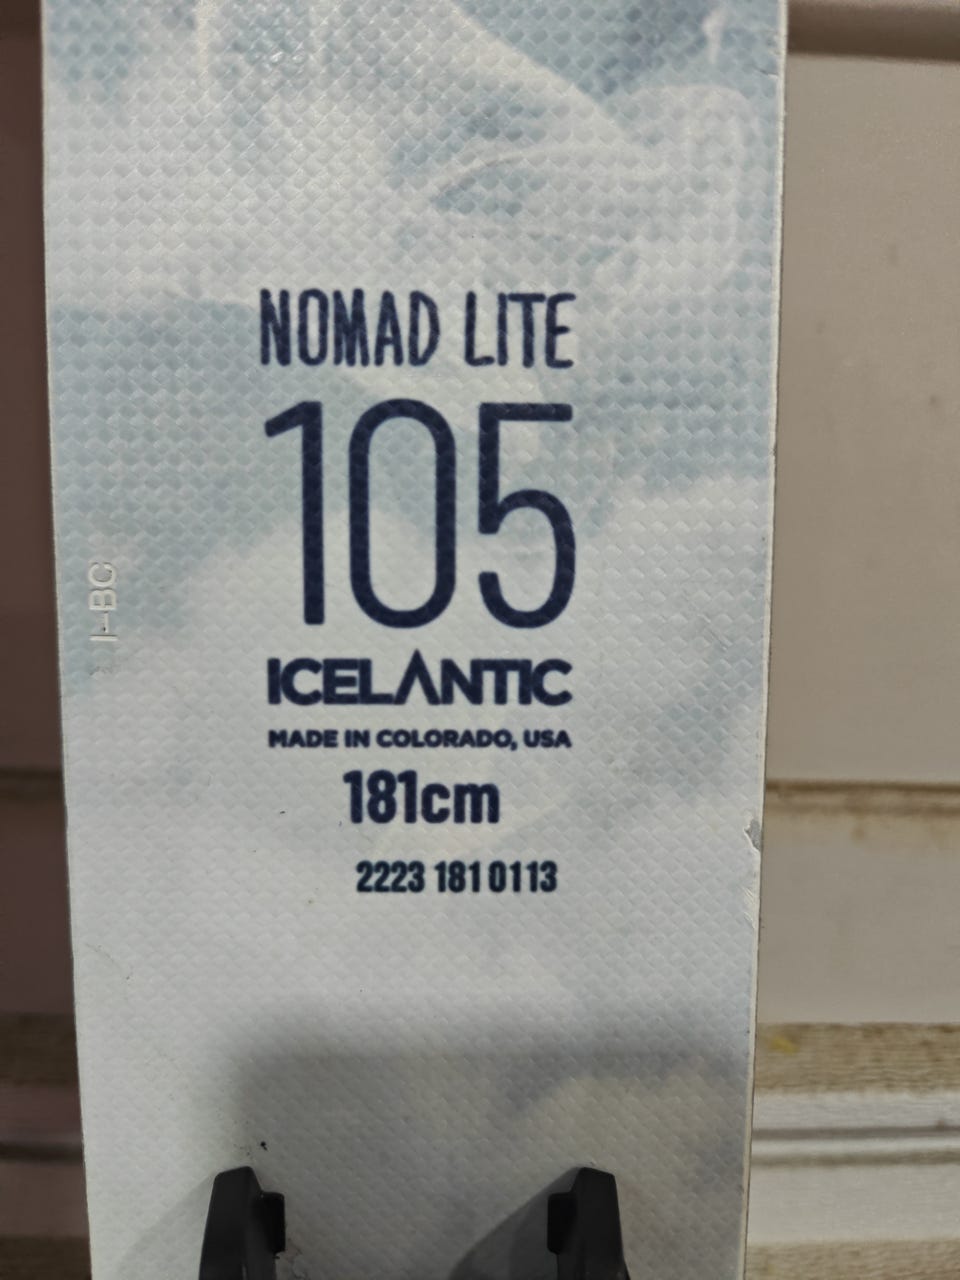 NOMAD LITE
105
I-BC
ICELANTIC
MADE IN COLORADO, USA
181cm
2223 181 0113